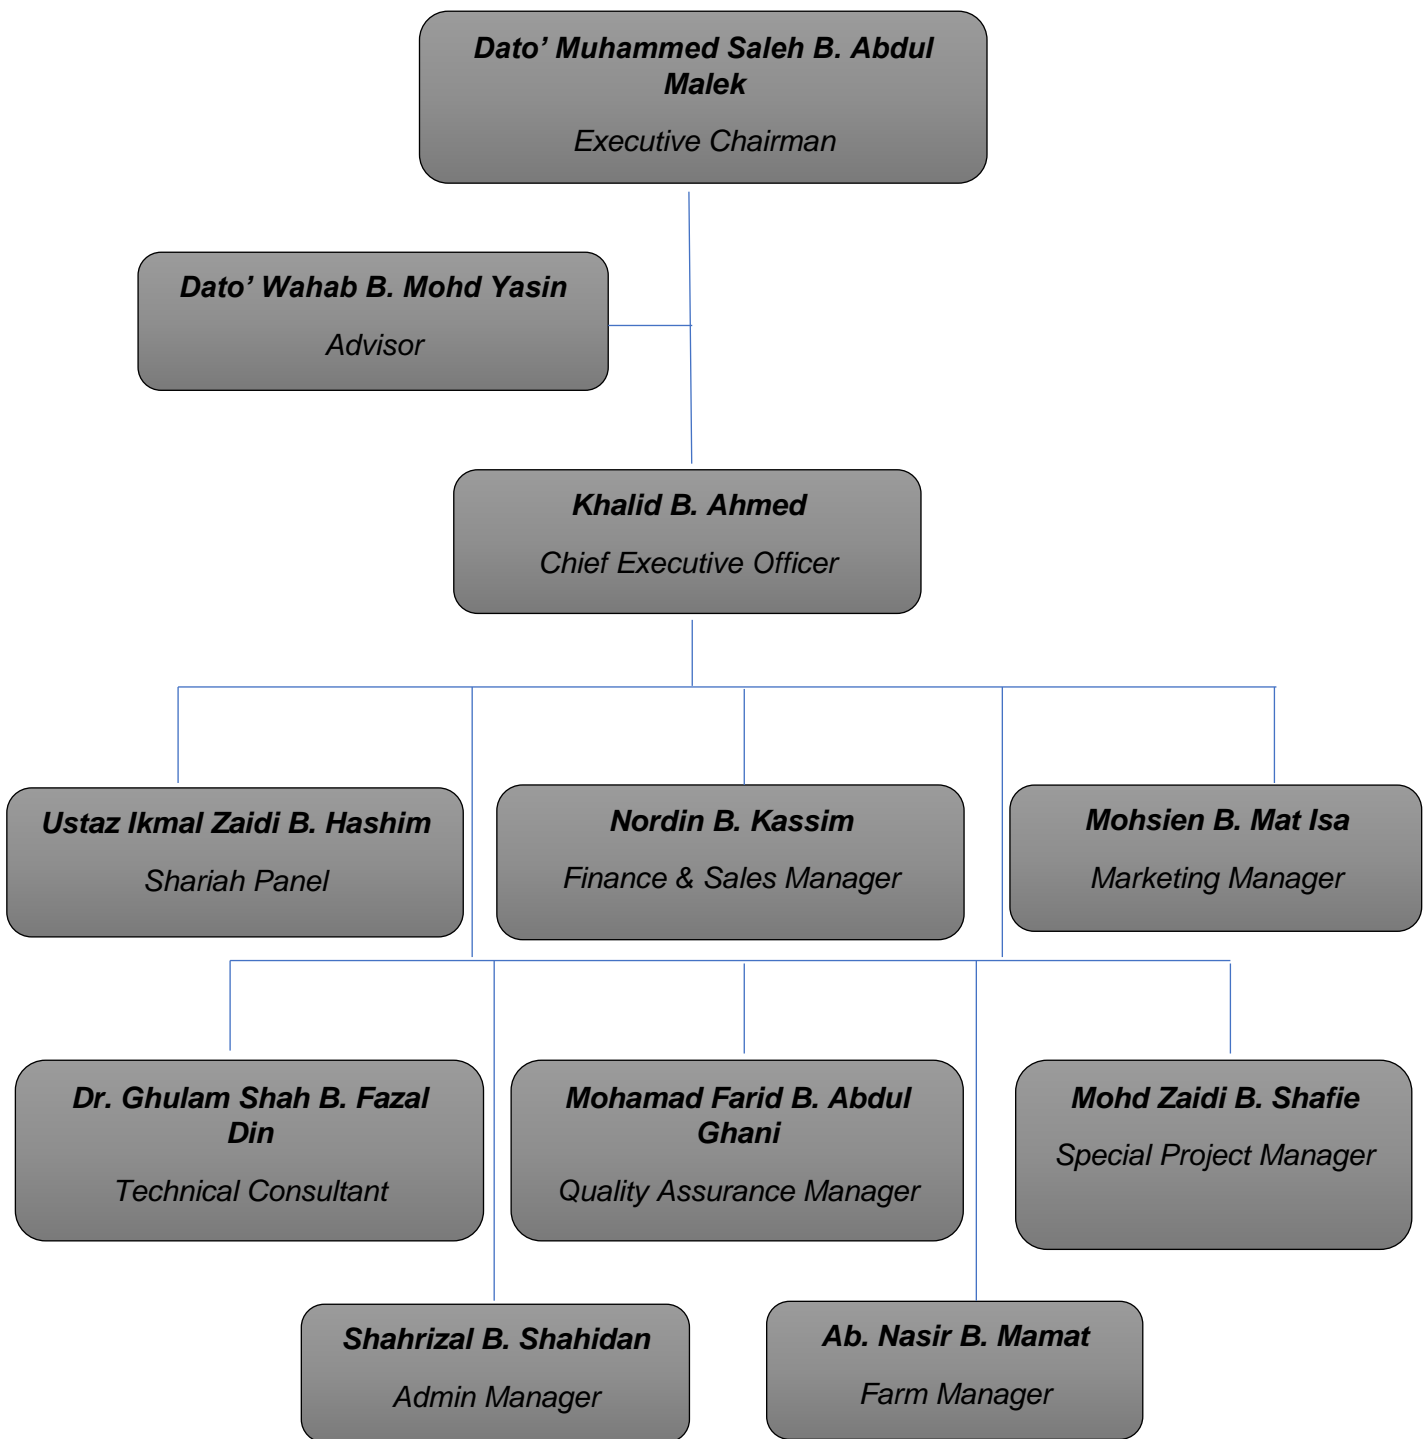 Dato’ Muhammed Saleh B. Abdul
Malek
Executive Chairman
Dato’ Wahab B. Mohd Yasin
Advisor
Khalid B. Ahmed
Chief Executive Officer
Ustaz Ikmal Zaidi B. Hashim
Shariah Panel
Nordin B. Kassim
Finance & Sales Manager
Mohsien B. Mat Isa
Marketing Manager
Dr. Ghulam Shah B. Fazal
Din
Technical Consultant
Mohamad Farid B. Abdul
Ghani
Quality Assurance Manager
Mohd Zaidi B. Shafie
Special Project Manager
Shahrizal B. Shahidan
Admin Manager
Ab. Nasir B. Mamat
Farm Manager